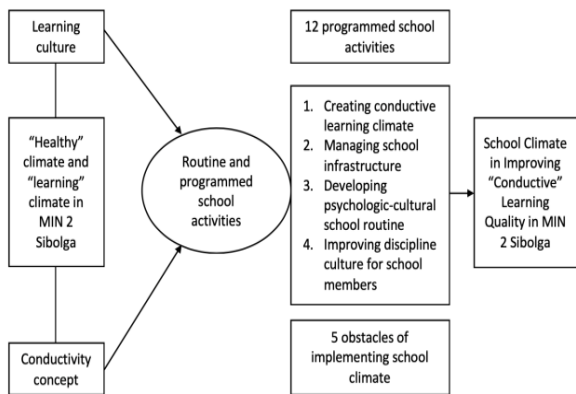 Learning
culture
"Healthy"
climate and
"learning"
climate in
MIN 2
Sibolga
Conductivity
concept
Routine and
programmed
school
activities
12 programmed school
activities
1. Creating conductive
learning climate
2. Managing school
infrastructure
3. Developing
psychologic-cultural
school routine
4. Improving discipline
culture for school
members
5 obstacles of
implementing school
climate
School Climate
in Improving
"Conductive"
Learning
Quality in MIN
2 Sibolga